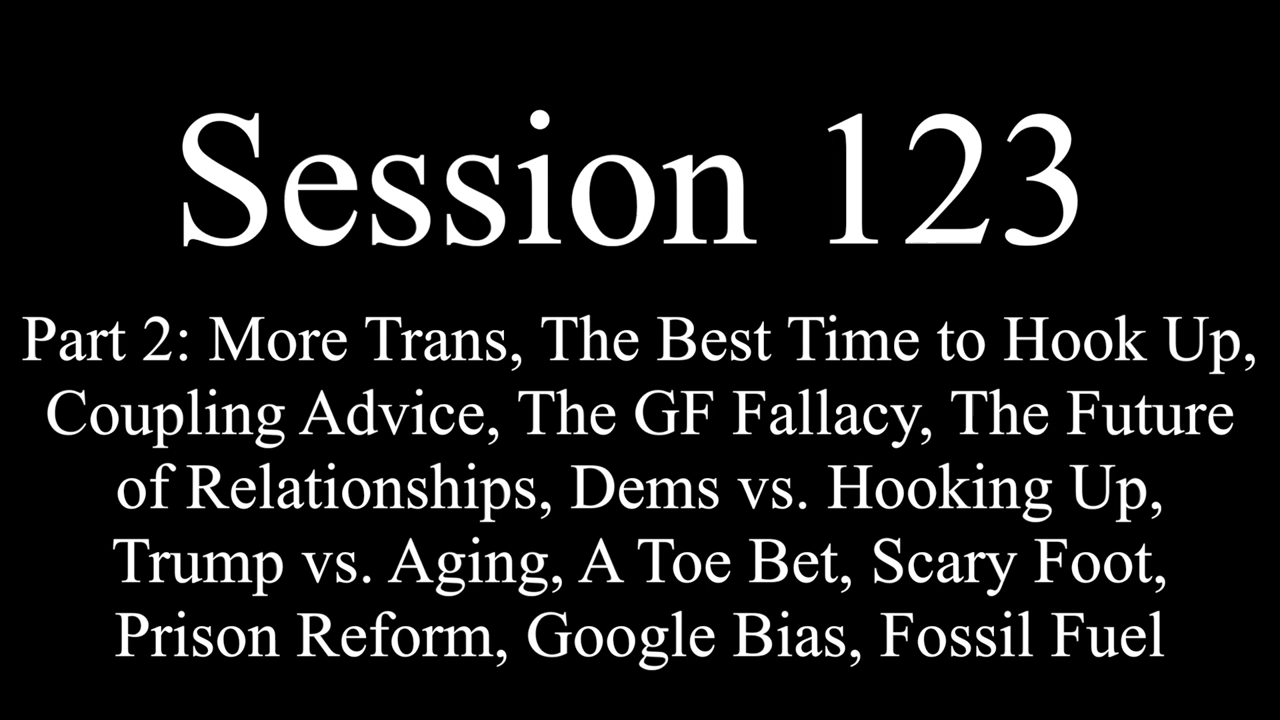 Session 123
Part 2: More Trans, The Best Time to Hook Up,
Coupling Advice, The GF Fallacy, The Future
of Relationships, Dems vs. Hooking Up,
Trump vs. Aging, A Toe Bet, Scary Foot,
Prison Reform, Google Bias, Fossil Fuel